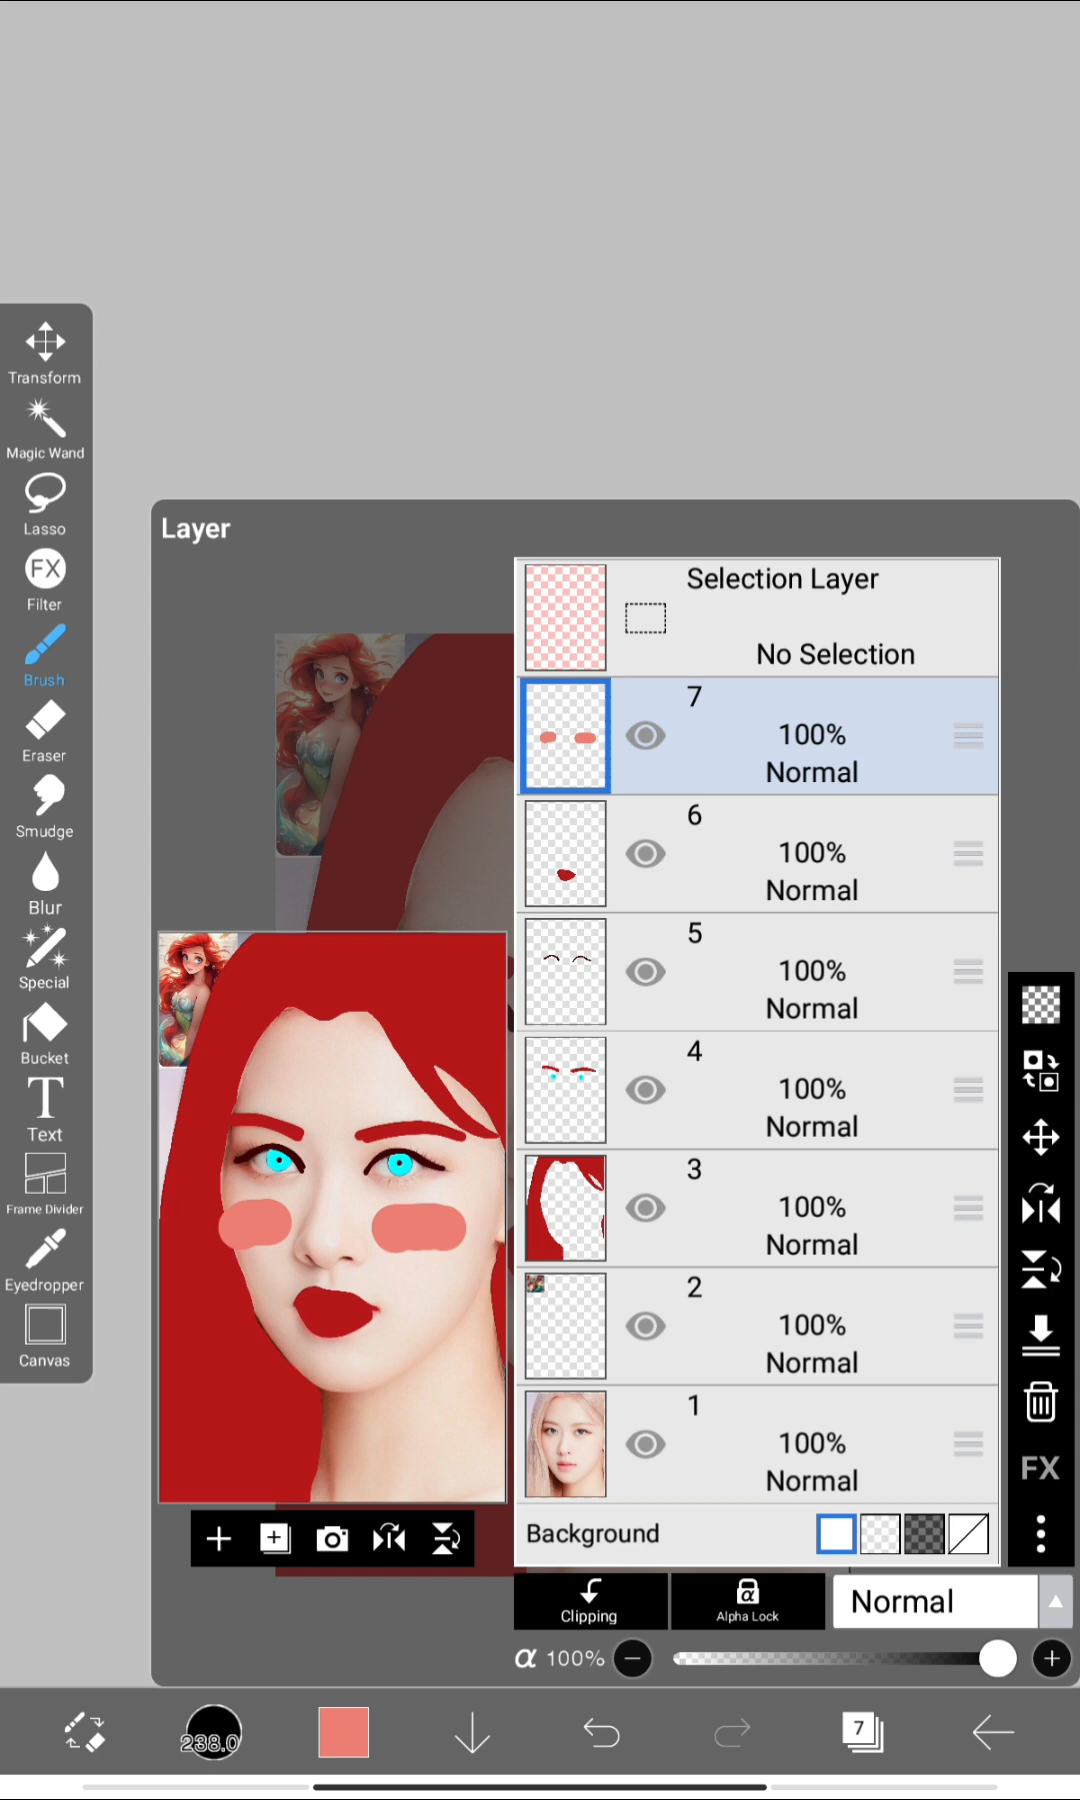 Transform
Magic Wand
Lasso
FX
Filter
Brush
Eraser
Smudge
Blur
Special
Bucket
T
Text
Frame Divider
Eyedropper
Canvas
Layer
Selection Layer
No Selection
7
100%
Normal
6
100%
Normal
5
100%
Normal
4
100%
Normal
3
100%
Normal
2
100%
Normal
1
100%
Normal
Background
FX
Clipping
α
Alpha Lock
Normal
α 100%
238.0
7